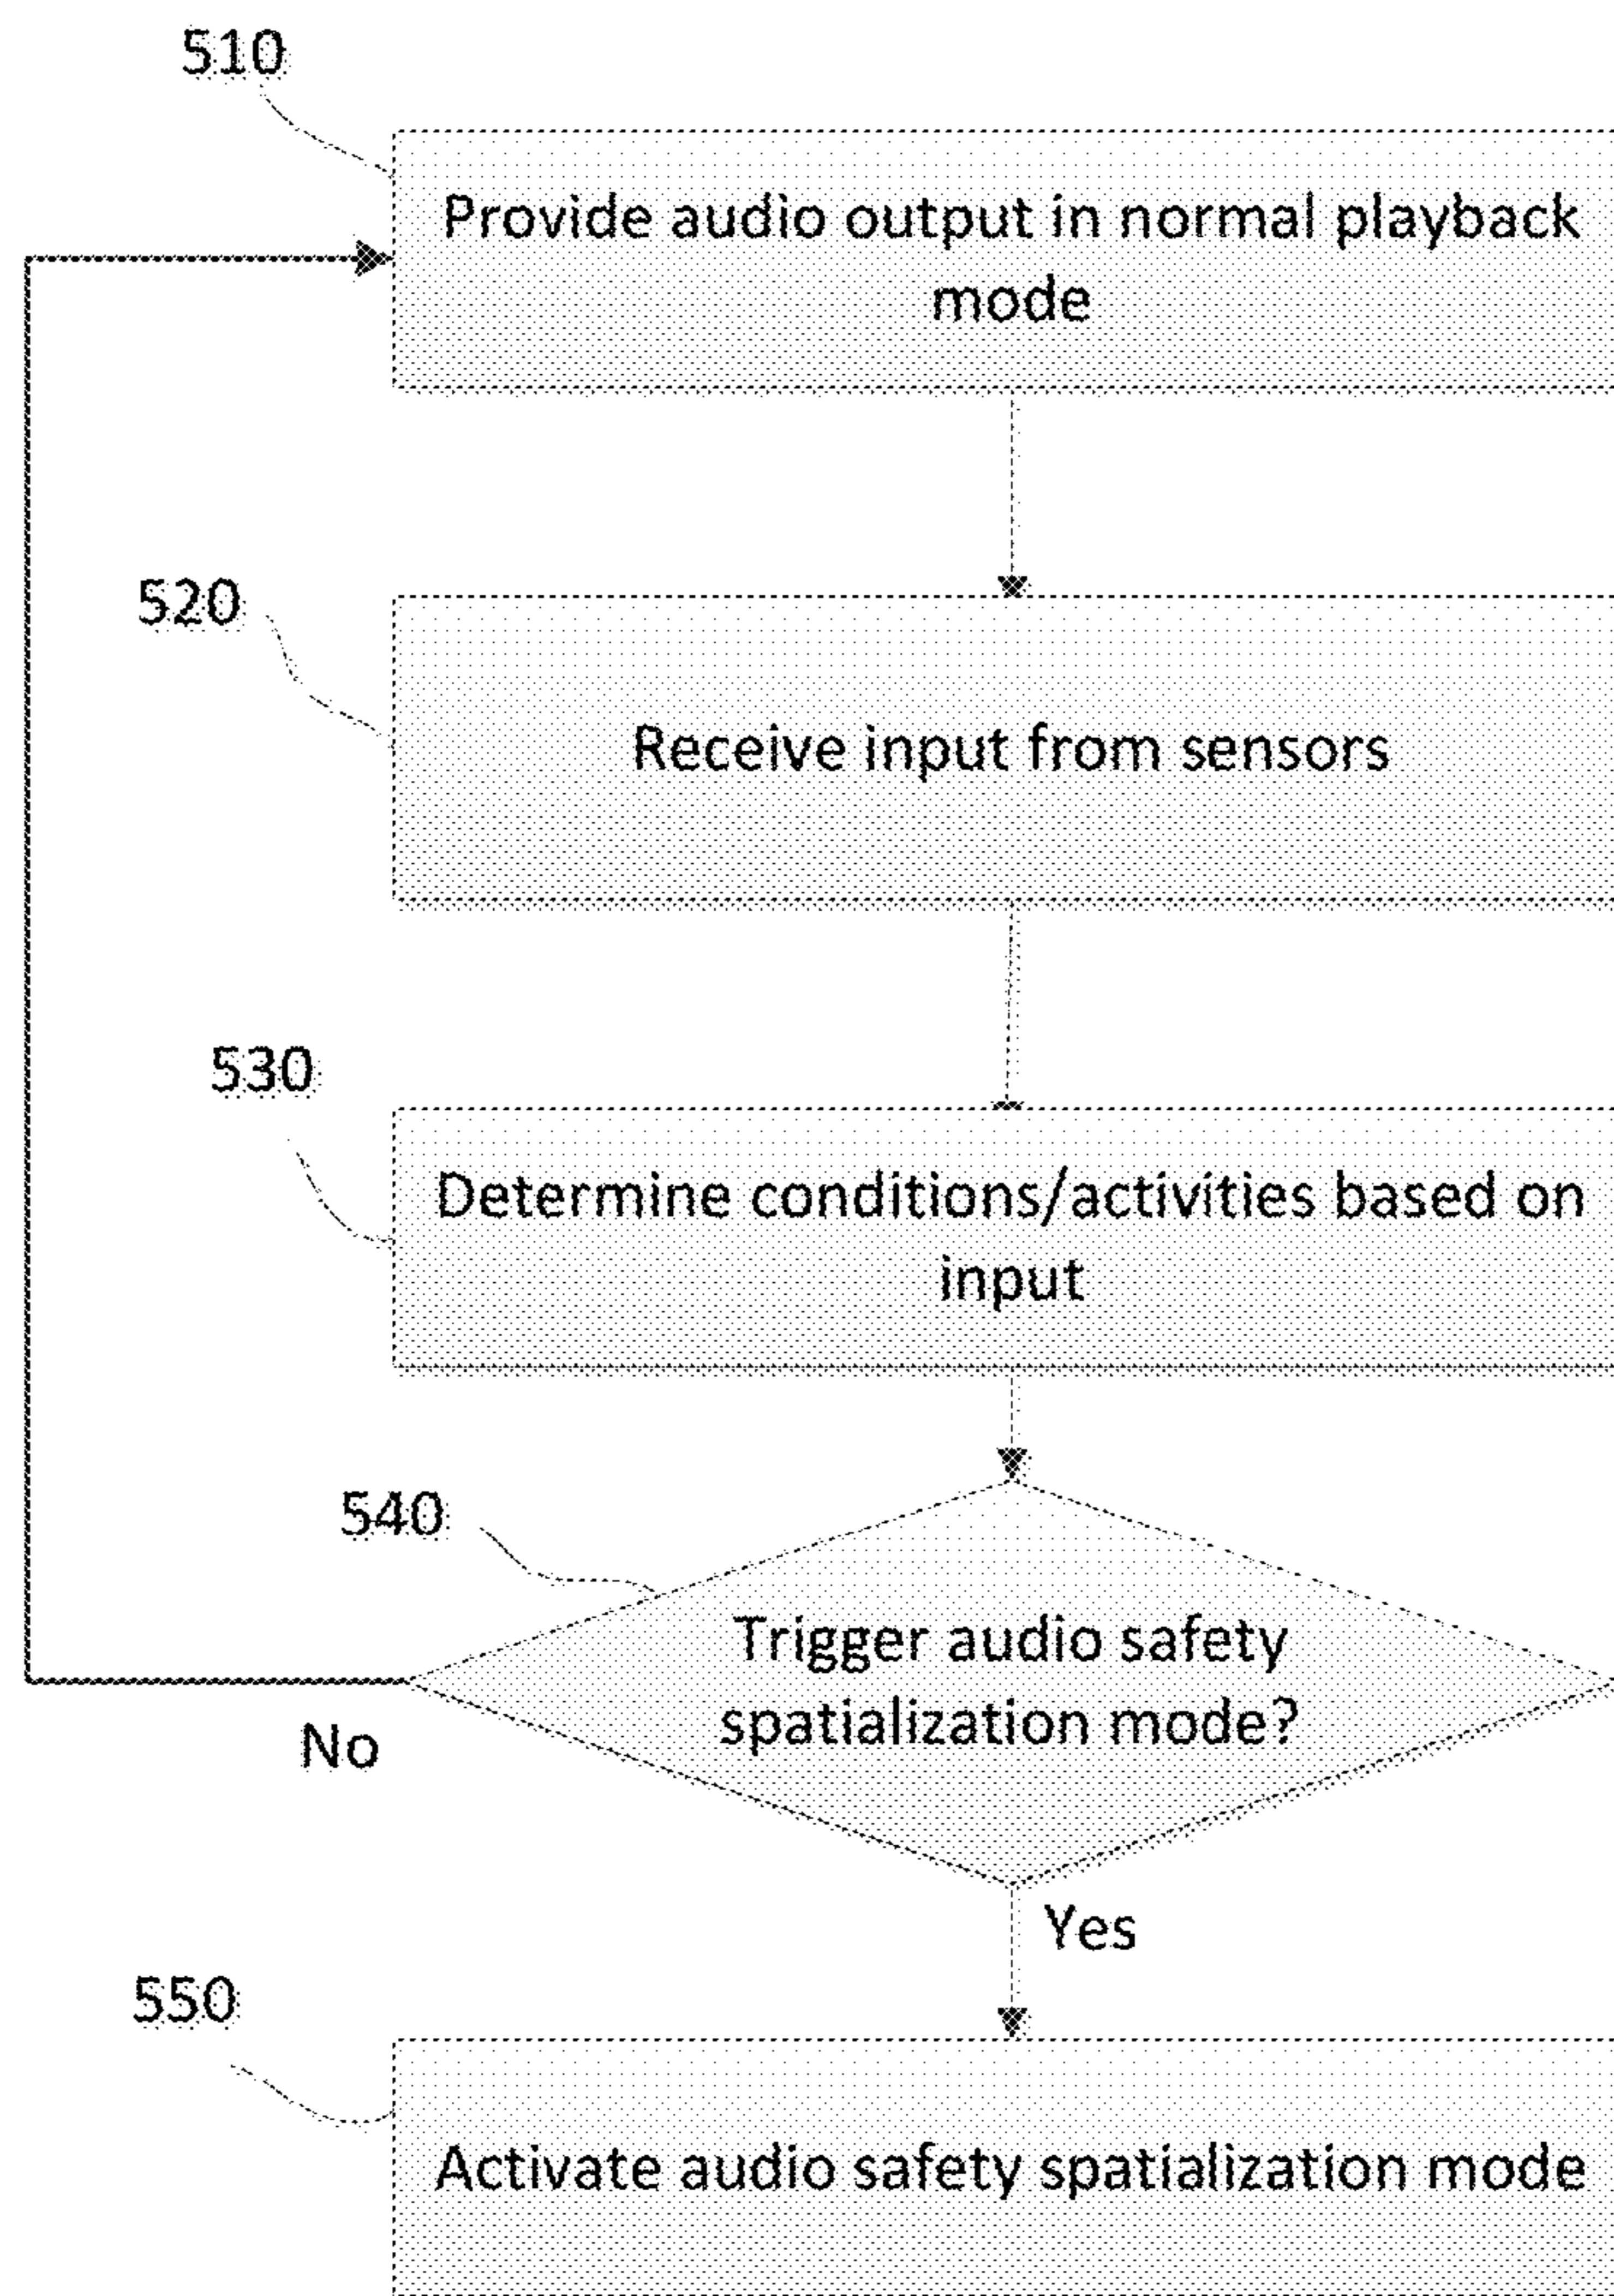 510
Provide audio output in normal playback
mode
520
Receive input from sensors
530
Determine conditions/activities based on
input
540
Trigger audio safety
spatialization mode?
No
Yes
550
Activate audio safety spatialization mode